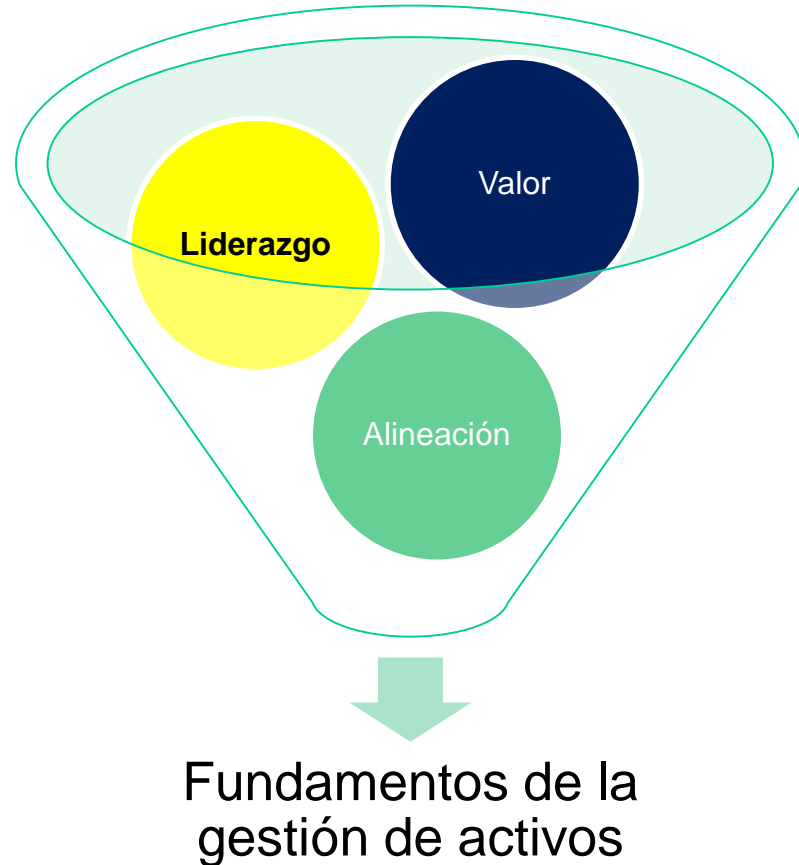 Valor
Liderazgo
Alineación
Fundamentos de la
gestión de activos